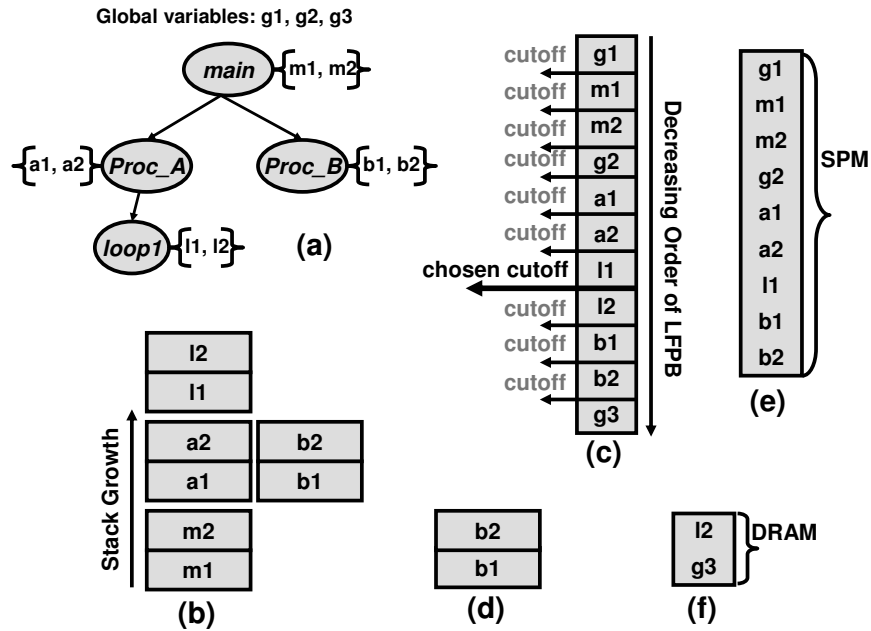 Global variables: g1, g2, g3
main {m1, m2}
{a1, a2} Proc_A
Proc_B {b1, b2}
loop1 {l1, l2}
(a)
l2
l1
a2
a1
b2
b1
m2
m1
Stack Growth
(b)
cutoff g1
cutoff m1
cutoff m2
cutoff g2
cutoff a1
cutoff a2
chosen cutoff l1
cutoff l2
cutoff b1
cutoff b2
g3
Decreasing Order of LFPB
(c)
b2
b1
(d)
g1
m1
m2
g2
a1
a2
l1
b1
b2
SPM
(e)
l2
g3
DRAM
(f)